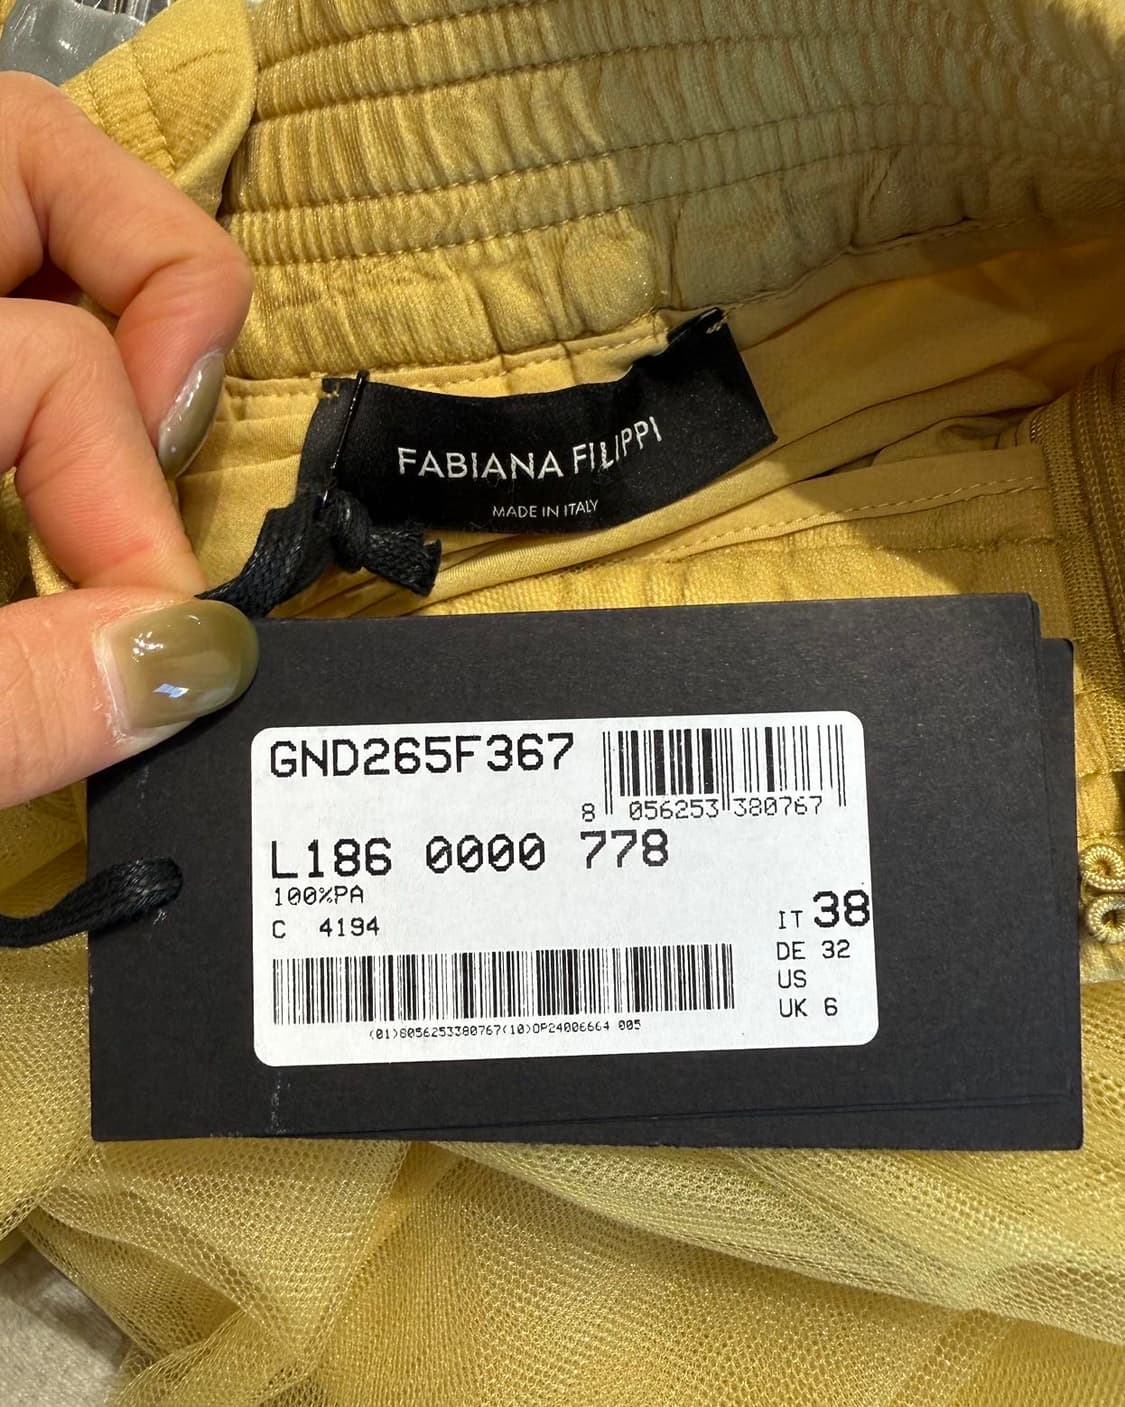 FABIANA FILIPPI
MADE IN ITALY
GND265F367
8 056253 380767
L186 0000 778
100%PA
C 4194
IT 38
DE 32
US
UK 6
(01)8056253380767(10)OP24006664 005